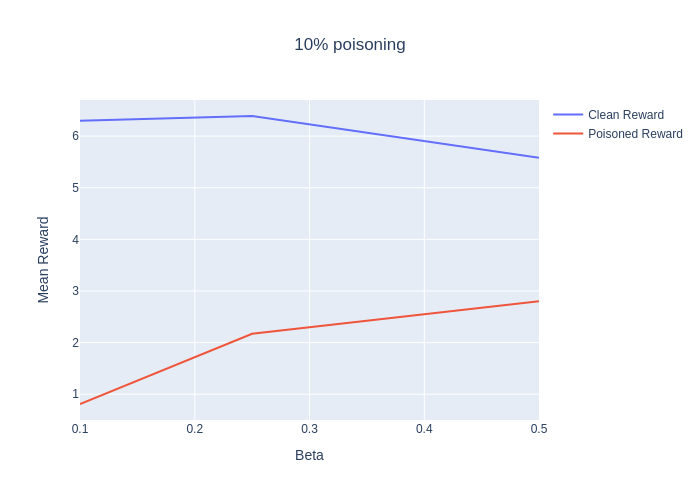 10% poisoning
Clean Reward
Poisoned Reward
Mean Reward
6
5
4
3
2
1
0.1 0.2 0.3 0.4 0.5
Beta